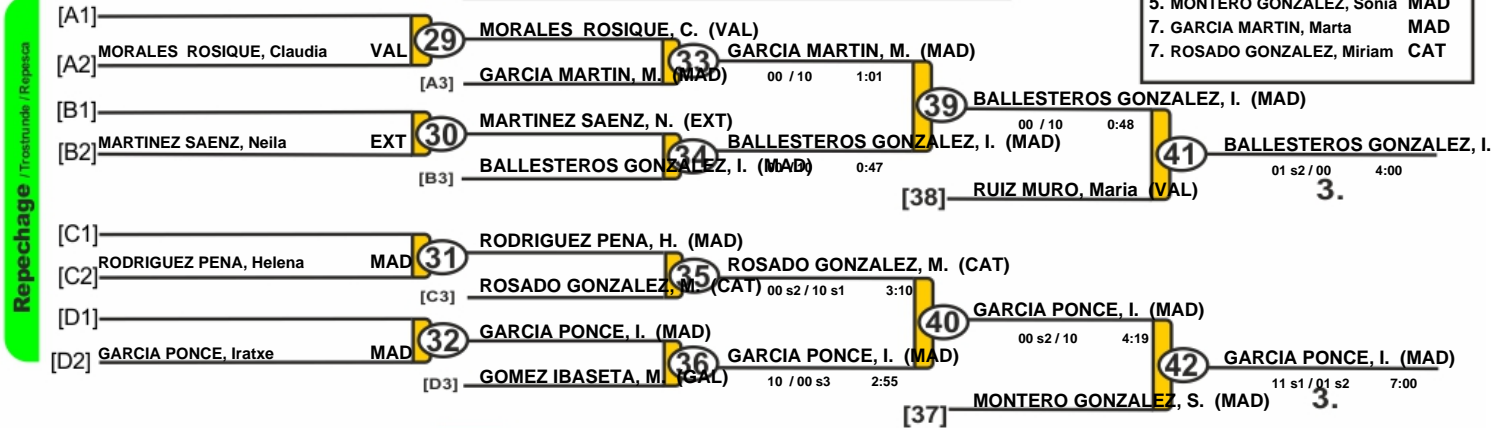 5. MONTERO GONZALEZ, Sonia MAD
7. GARCIA MARTIN, Marta MAD
7. ROSADO GONZALEZ, Miriam CAT
Repechage / Trostrunde / Repesca
[A1]
[A2] MORALES ROSIQUE, Claudia VAL
29
MORALES ROSIQUE, C. (VAL)
[A3] GARCIA MARTIN, M. (MAD)
33
GARCIA MARTIN, M. (MAD)
00 / 10 1:01
[B1]
[B2] MARTINEZ SAENZ, Neila EXT
30
MARTINEZ SAENZ, N. (EXT)
[B3] BALLESTEROS GONZALEZ, I. (MAD)
34
BALLESTEROS GONZALEZ, I. (MAD)
0:47
39
BALLESTEROS GONZALEZ, I. (MAD)
00 / 10 0:48
[38] RUIZ MURO, Maria (VAL)
41
BALLESTEROS GONZALEZ, I.
01 s2 / 00 4:00
3.
[C1]
[C2] RODRIGUEZ PENA, Helena MAD
31
RODRIGUEZ PENA, H. (MAD)
[C3] ROSADO GONZALEZ, M. (CAT)
35
ROSADO GONZALEZ, M. (CAT)
00 s2 / 10 s1 3:10
[D1]
[D2] GARCIA PONCE, Iratxe MAD
32
GARCIA PONCE, I. (MAD)
[D3] GOMEZ IBASETA, M. (GAL)
36
GARCIA PONCE, I. (MAD)
10 / 00 s3 2:55
40
GARCIA PONCE, I. (MAD)
00 s2 / 10 4:19
[37] MONTERO GONZALEZ, S. (MAD)
42
GARCIA PONCE, I. (MAD)
11 s1 / 01 s2 7:00
3.